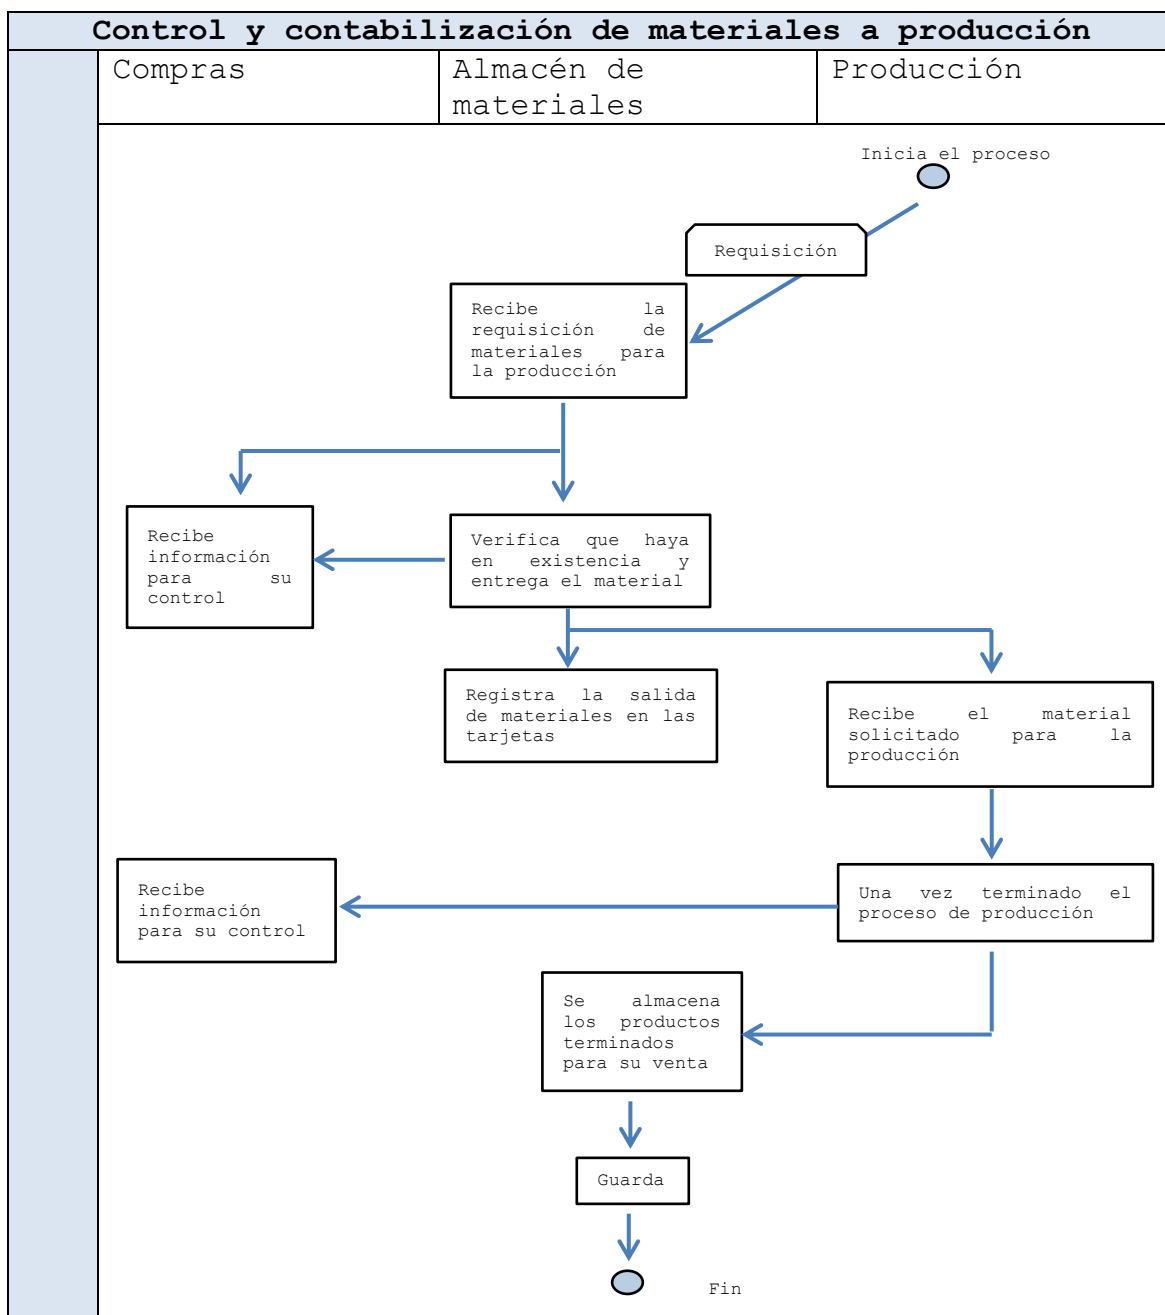 Control y contabilización de materiales a producción
Compras
Almacén de
materiales
Producción
Inicia el proceso
Requisición
Recibe la
requisición de
materiales para
la producción
Recibe
información
para su
control
Verifica que haya
en existencia y
entrega el material
Registra la salida
de materiales en las
tarjetas
Recibe el material
solicitado para la
producción
Recibe
información
para su control
Una vez terminado el
proceso de producción
Se almacena
los productos
terminados
para su venta
Guarda
Fin